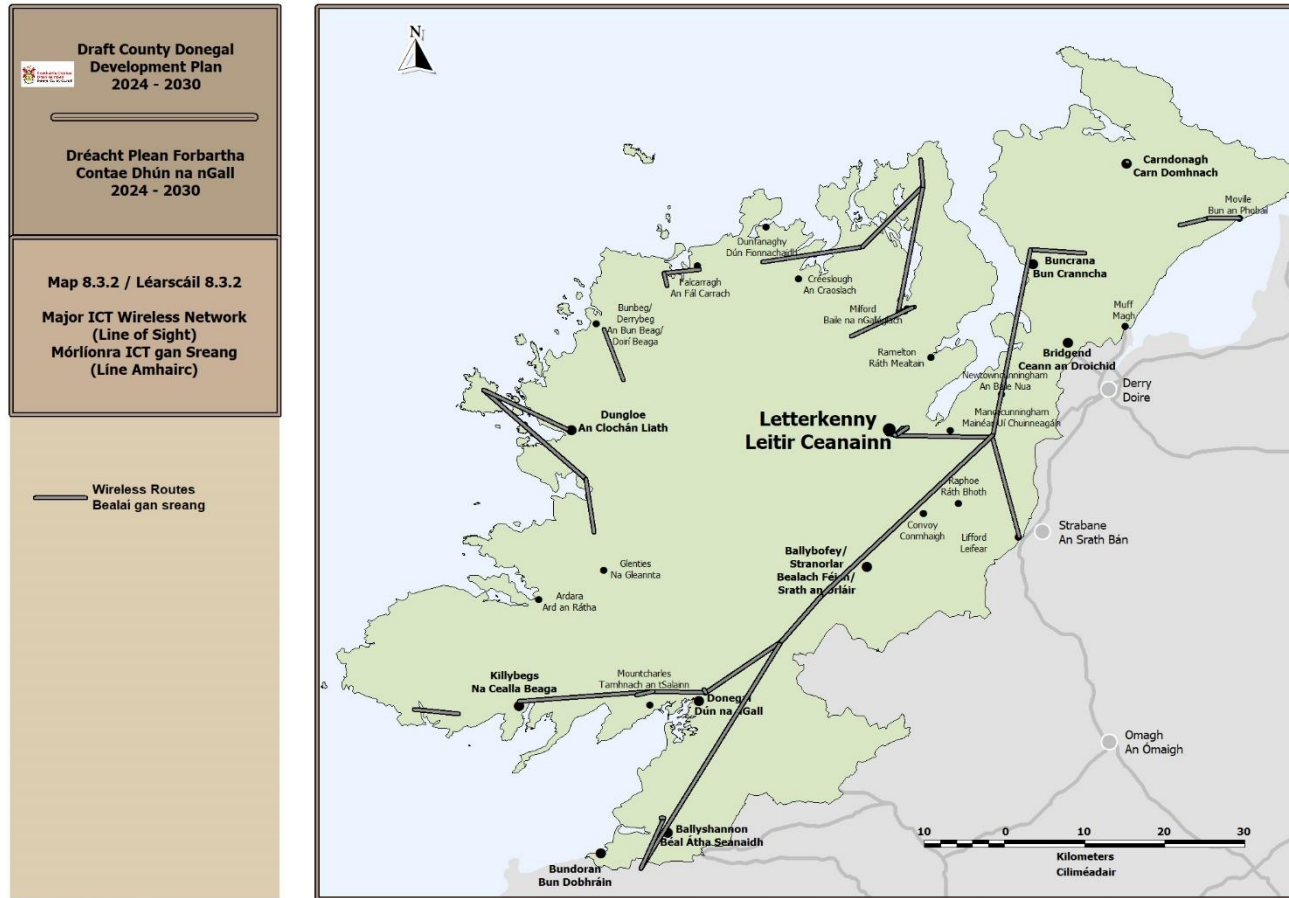 Draft County Donegal
Development Plan
2024 - 2030
Dréacht Plean Forbartha
Contae Dhún na nGall
2024 - 2030
Map 8.3.2 / Léarscáil 8.3.2
Major ICT Wireless Network
(Line of Sight)
Mórlíonra ICT gan Sreang
(Líne Amhairc)
Wireless Routes
Bealaí gan sreang
N
Carndonagh
Carn Domhnach
Movile
Bun an Phobail
Dunfanaghy
Dún Fionnachaidh
Buncrana
Bun Cranncha
Falcarragh
An Fál Carrach
Creeslough
An Craoslach
Bunbeg/
Derrybeg
An Bun Beag/
Doirí Beaga
Milford
Baile na nGallóglach
Muff
Magh
Ramelton
Ráth Mealtain
Bridgend
Ceann an Droichid
Newtowncunningham
An Baile Nua
Derry
Doire
Dungloe
An Clochán Liath
Letterkenny
Leitir Ceanainn
Manorcunningham
Mainéar Uí Chuinneagáin
Raphoe
Ráth Bhoth
Convoy
Conmhaigh
Lifford
Leifear
Strabane
An Srath Bán
Glenties
Na Gleannta
Ballybofey/
Stranorlar
Bealach Féich/
Srath an Urláir
Ardara
Ard an Rátha
Killybegs
Na Cealla Beaga
Mountcharles
Tamhnach an tSalainn
Donegal
Dún na nGall
Omagh
An Ómaigh
Ballyshannon
Béal Átha Seanaidh
Bundoran
Bun Dobhráin
10 0 10 20 30
Kilometers
Ciliméadair